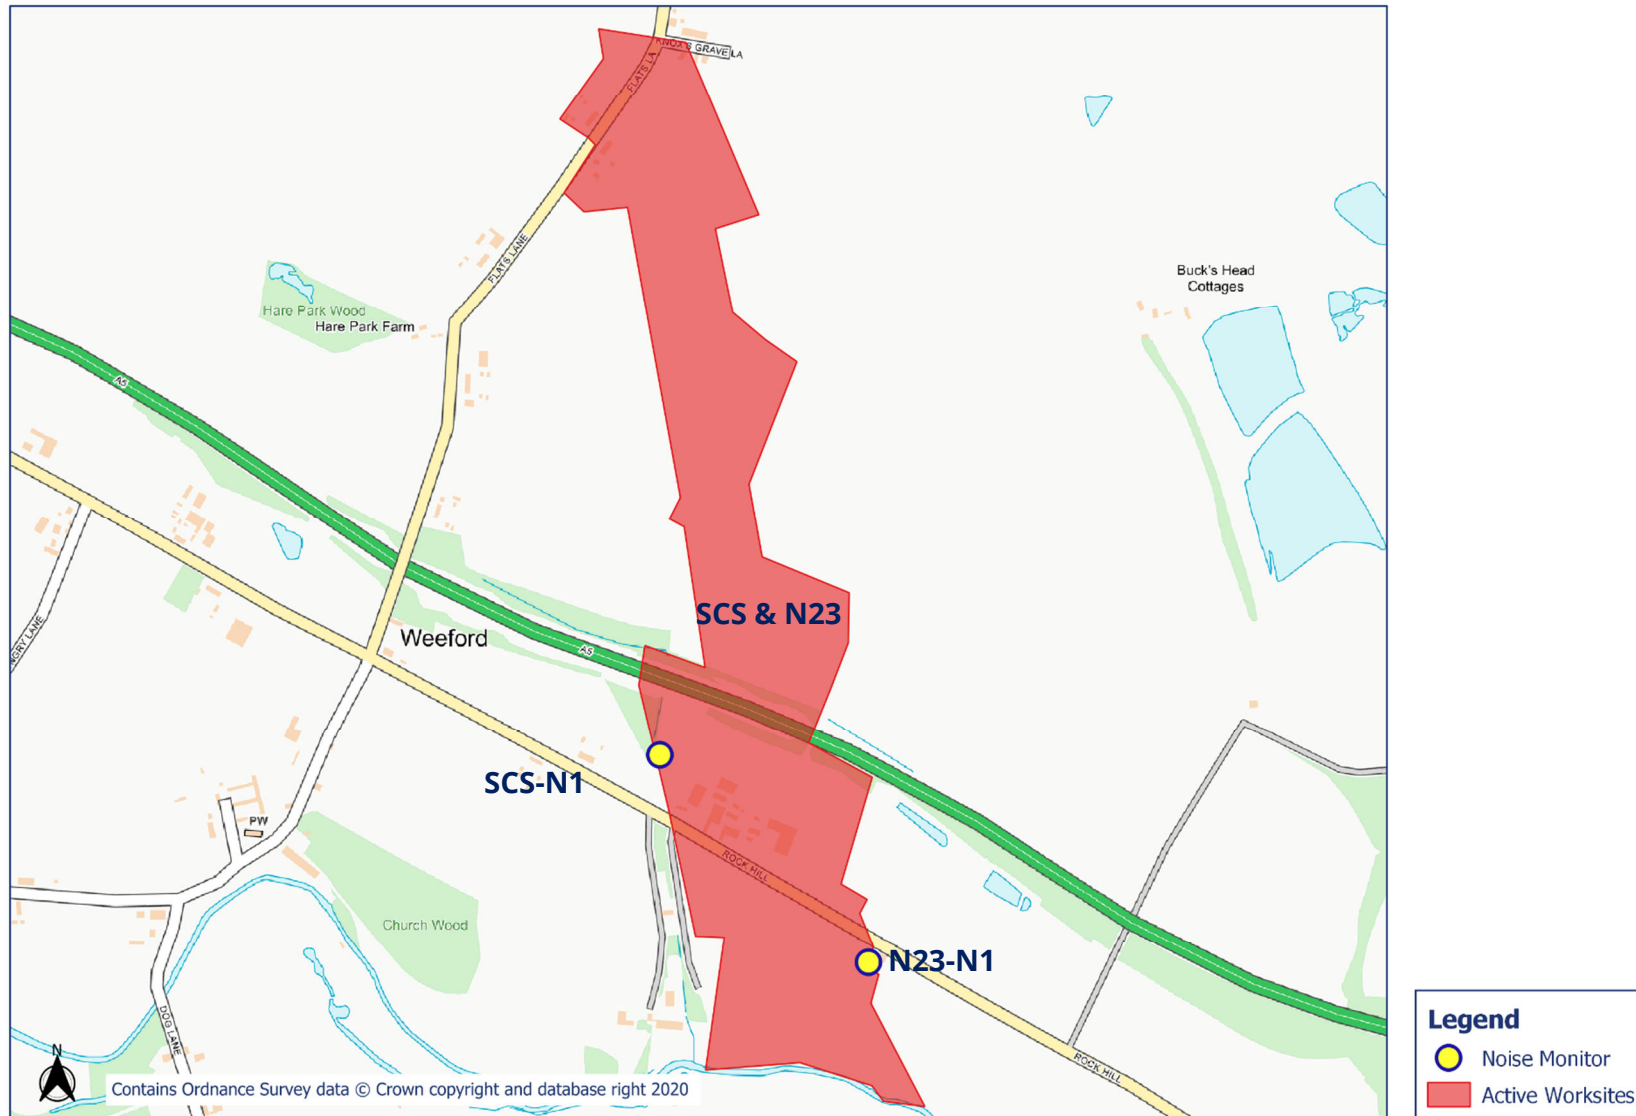 KNOX'S GRAVE LA
FLATS LA
FLATS LANE
Buck's Head
Cottages
Hare Park Wood
Hare Park Farm
A5
SCS & N23
Weeford
A5
NGRY LANE
SCS-N1
PW
ROCK HILL
Church Wood
N23-N1
DOG LANE
ROCK HILL
N
Contains Ordnance Survey data © Crown copyright and database right 2020
Legend
Noise Monitor
Active Worksites